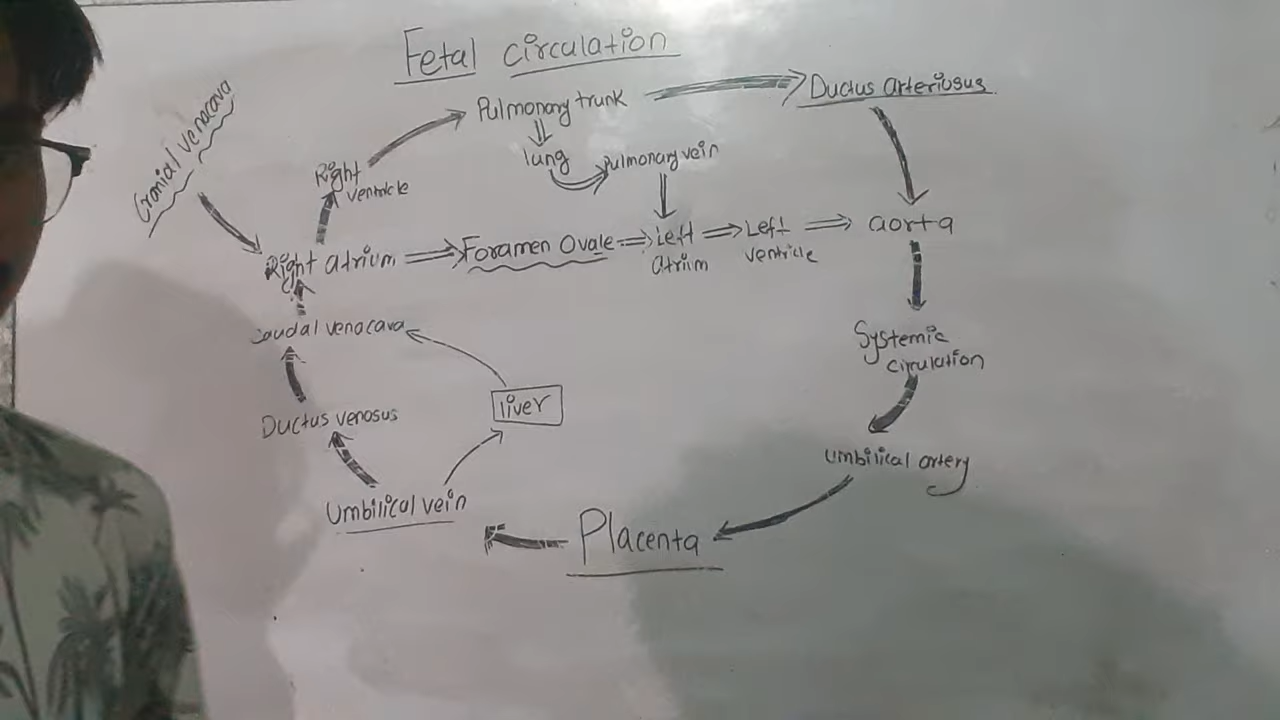 Fetal circulation
Cranial venacava
Pulmonary trunk
Ductus arteriosus
lung
Pulmonary vein
Right
ventricle
Right atrium
Foramen Ovale
Left
atrium
Left
ventricle
aorta
Caudal venacava
Systemic
circulation
liver
Ductus venosus
Umbilical artery
Umbilical vein
Placenta